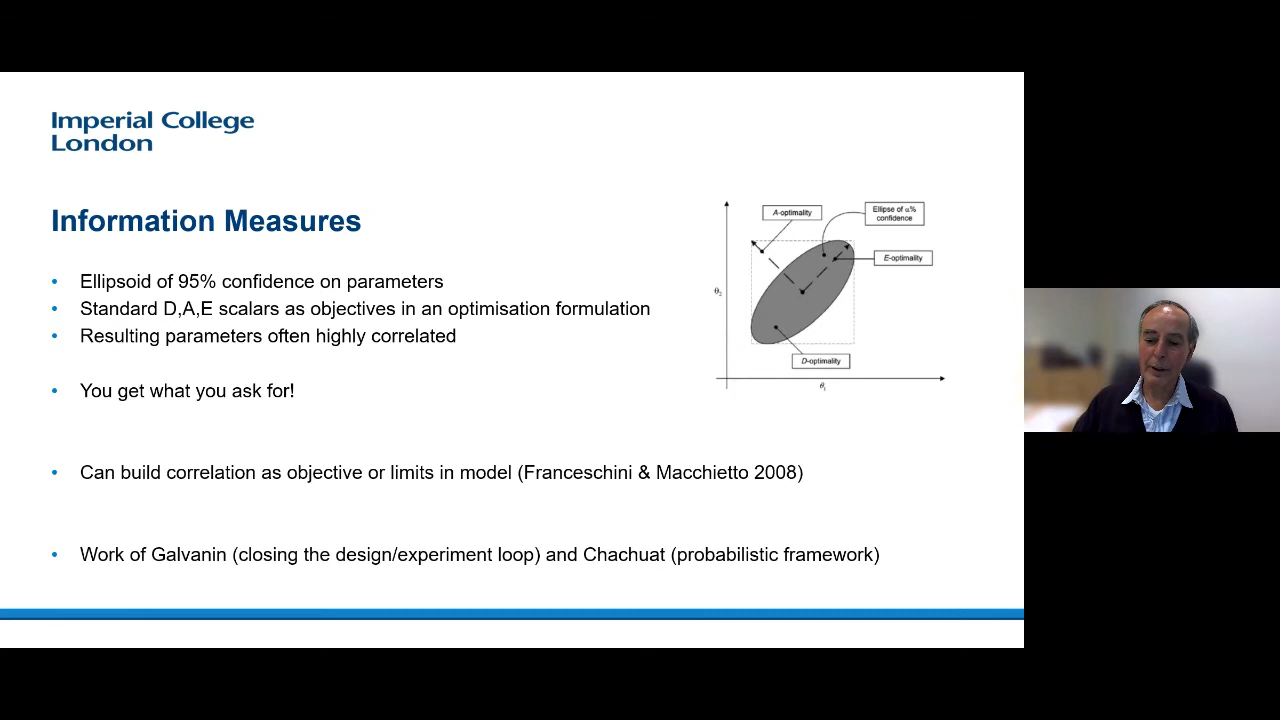 Imperial College
London
Information Measures
• Ellipsoid of 95% confidence on parameters
• Standard D,A,E scalars as objectives in an optimisation formulation
• Resulting parameters often highly correlated
• You get what you ask for!
• Can build correlation as objective or limits in model (Franceschini & Macchietto 2008)
• Work of Galvanin (closing the design/experiment loop) and Chachuat (probabilistic framework)
A-optimality
Ellipse of α%
confidence
E-optimality
θ2
D-optimality
θ1